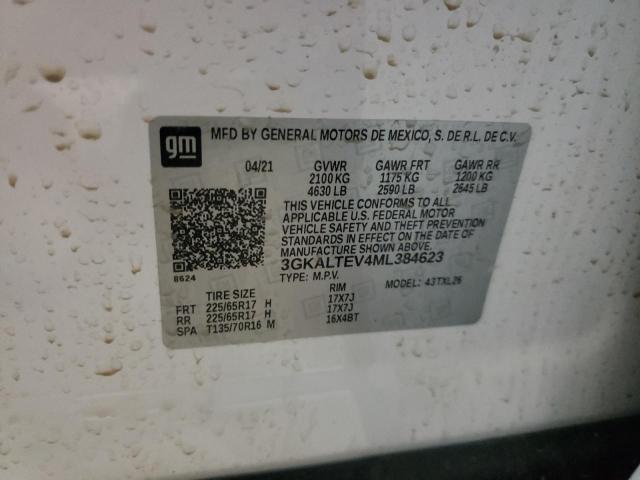 gm MFD BY GENERAL MOTORS DE MEXICO, S. DE R.L. DE C.V.
04/21 GVWR GAWR FRT GAWR RR
2100 KG 1175 KG 1200 KG
4630 LB 2590 LB 2645 LB
THIS VEHICLE CONFORMS TO ALL
APPLICABLE U.S. FEDERAL MOTOR
VEHICLE SAFETY AND THEFT PREVENTION
STANDARDS IN EFFECT ON THE DATE OF
MANUFACTURE SHOWN ABOVE.
3GKALTEV4ML384623
8624 TYPE: M.P.V. MODEL: 43TXL26
TIRE SIZE RIM
FRT 225/65R17 H 17X7J
RR 225/65R17 H 17X7J
SPA T135/70R16 M 16X4BT